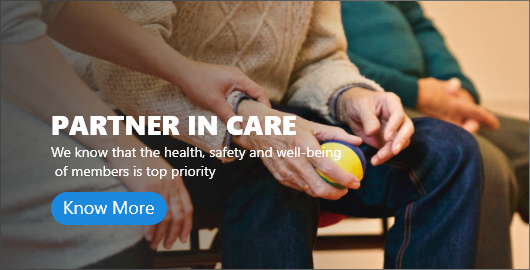 PARTNER IN CARE
We know that the health, safety and well-being
of members is top priority
Know More